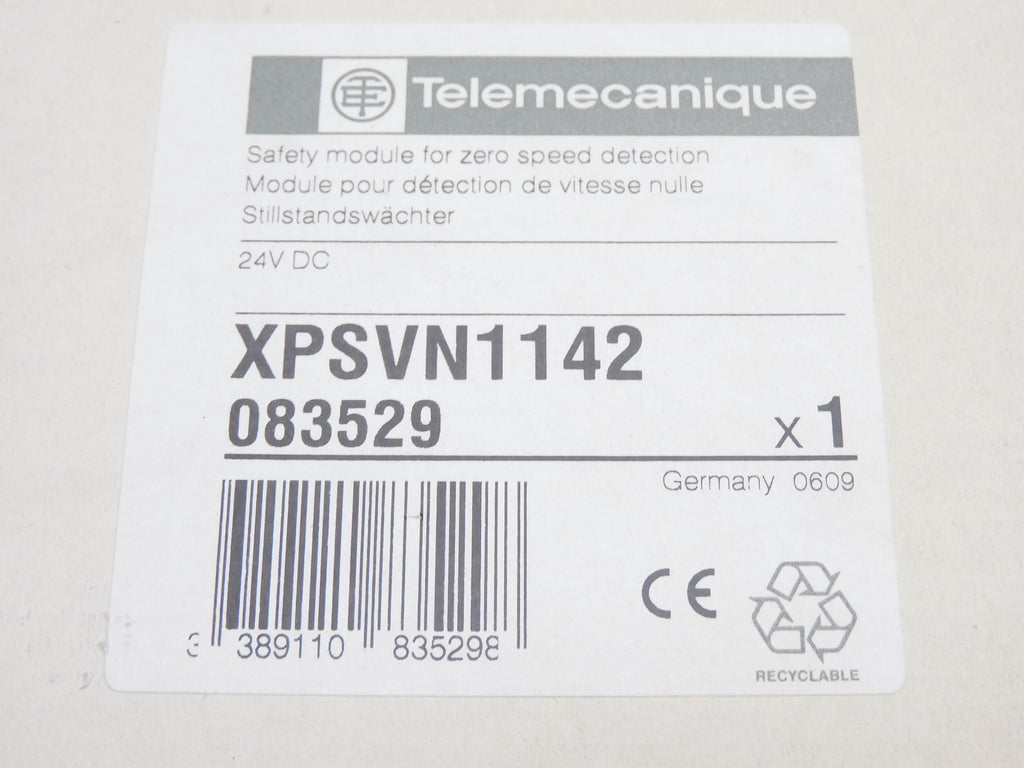 Telemecanique
Safety module for zero speed detection
Module pour détection de vitesse nulle
Stillstandswächter
24V DC
XPSVN1142
083529 x 1
Germany 0609
3 389110 835298
CE
RECYCLABLE